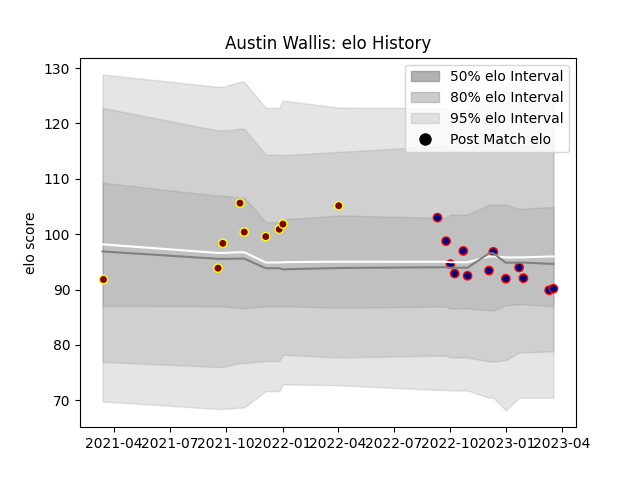 Austin Wallis: elo History
130
120
110
100
90
80
70
elo score
50% elo Interval
80% elo Interval
95% elo Interval
Post Match elo
2021-04
2021-07
2021-10
2022-01
2022-04
2022-07
2022-10
2023-01
2023-04